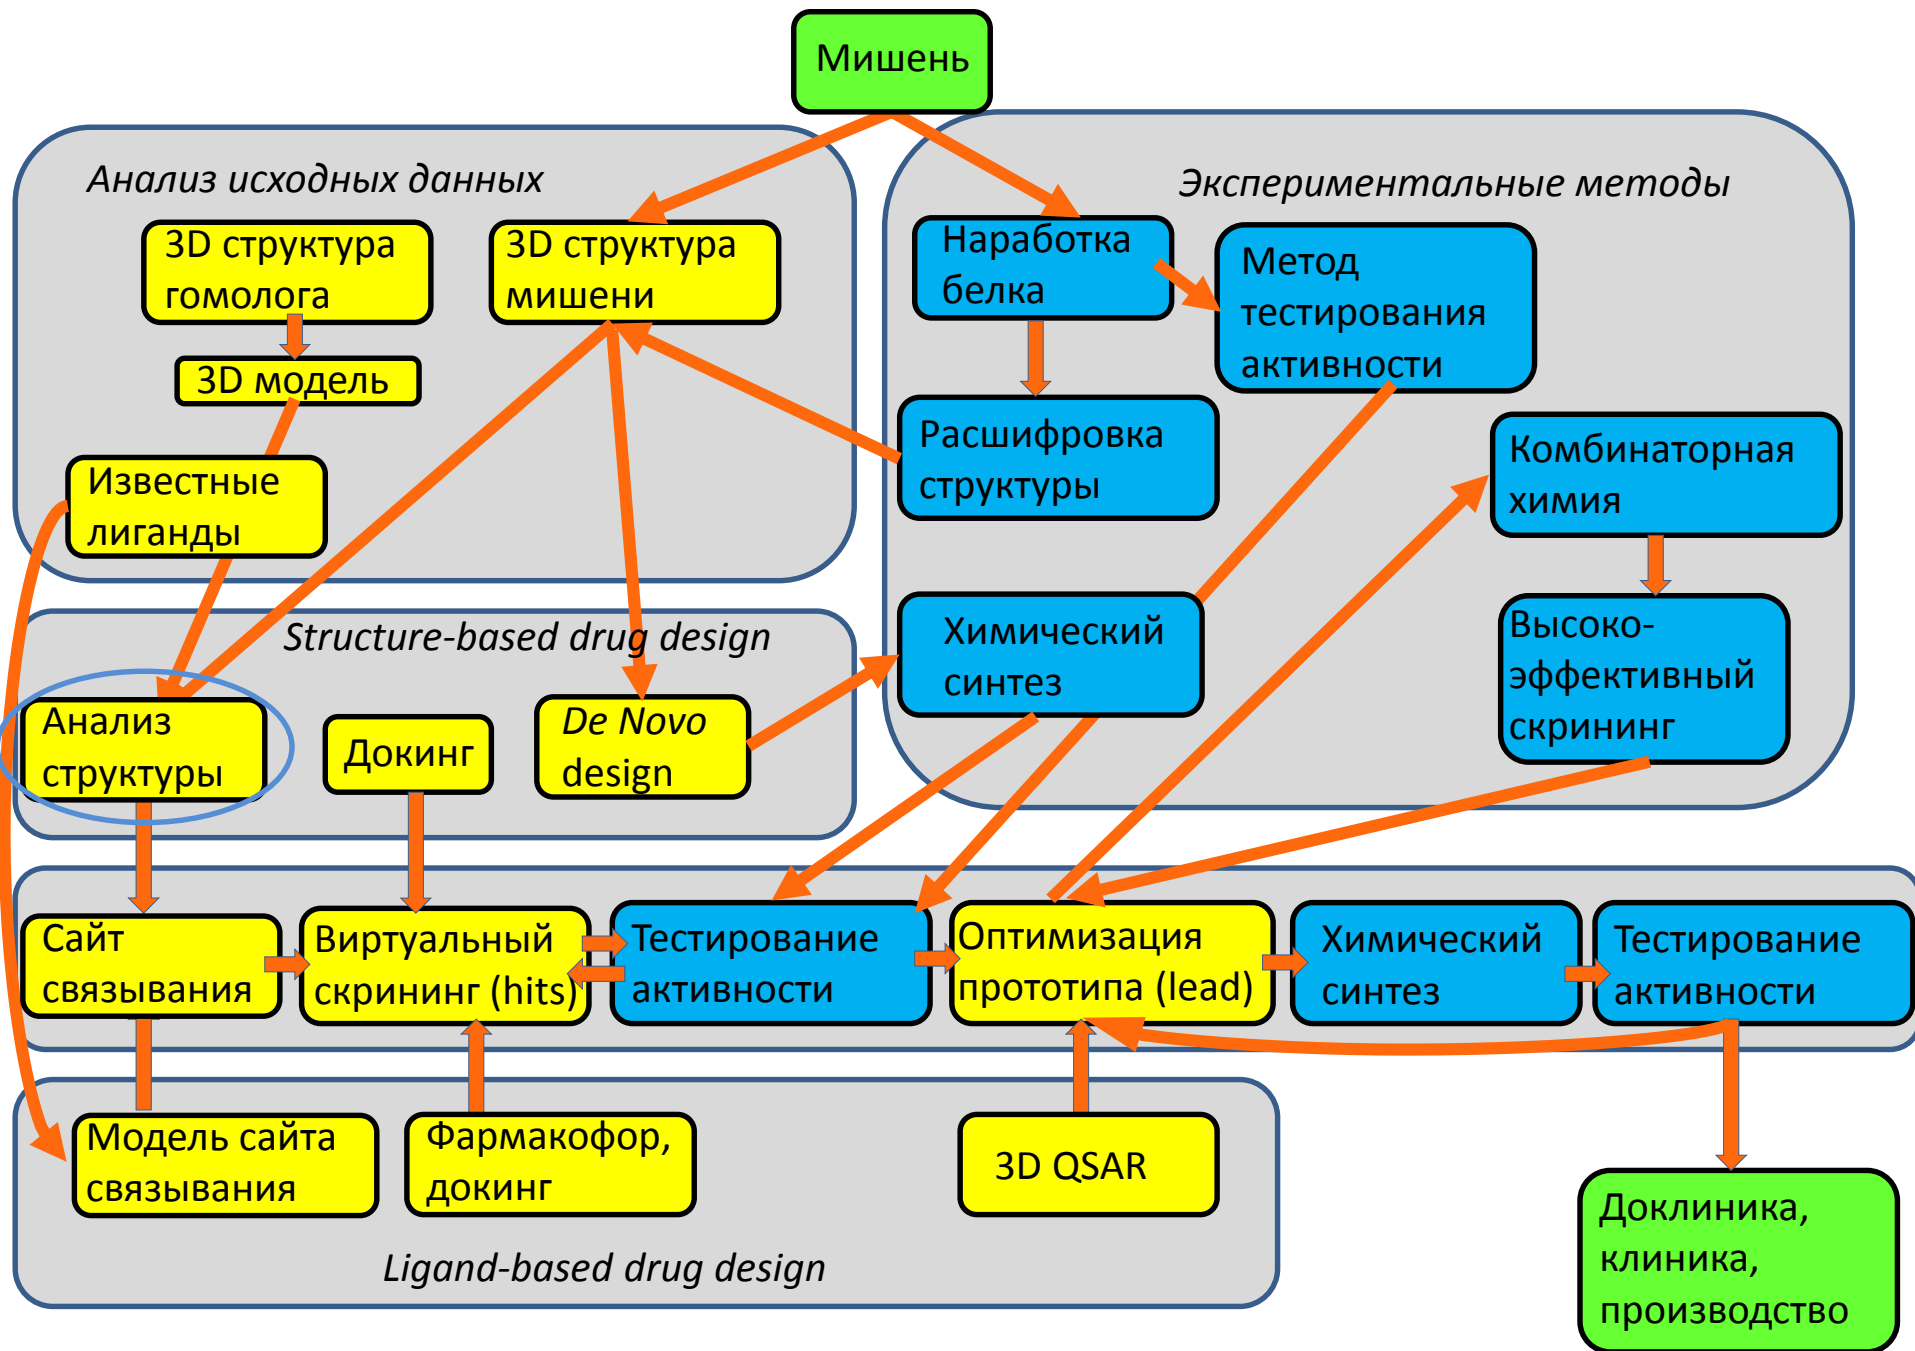 Мишень
Анализ исходных данных
3D структура
гомолога
3D структура
мишени
3D модель
Известные
лиганды
Экспериментальные методы
Наработка
белка
Метод
тестирования
активности
Расшифровка
структуры
Комбинаторная
химия
Химический
синтез
Высоко-
эффективный
скрининг
Structure-based drug design
Анализ
структуры
Докинг
De Novo
design
Сайт
связывания
Виртуальный
скрининг (hits)
Тестирование
активности
Оптимизация
прототипа (lead)
Химический
синтез
Тестирование
активности
Модель сайта
связывания
Фармакофор,
докинг
3D QSAR
Ligand-based drug design
Доклиника,
клиника,
производство